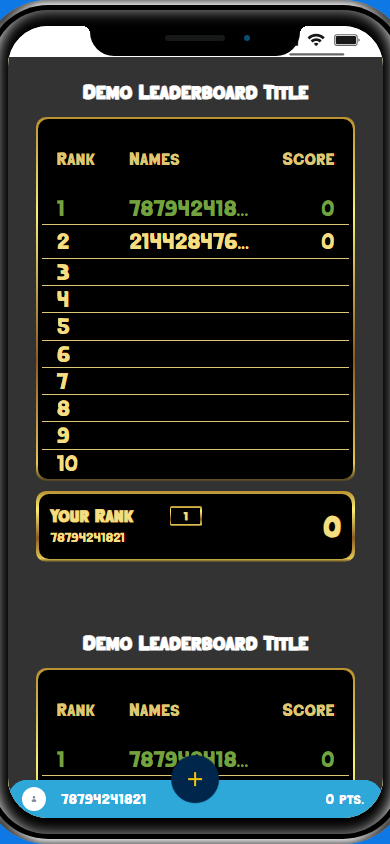 Demo Leaderboard Title
Rank Names Score
1 787942418... 0
2 214428476... 0
3
4
5
6
7
8
9
10
Your Rank 1 0
78794241821
Demo Leaderboard Title
Rank Names Score
1 787942418... 0
+
78794241821 0 PTS.